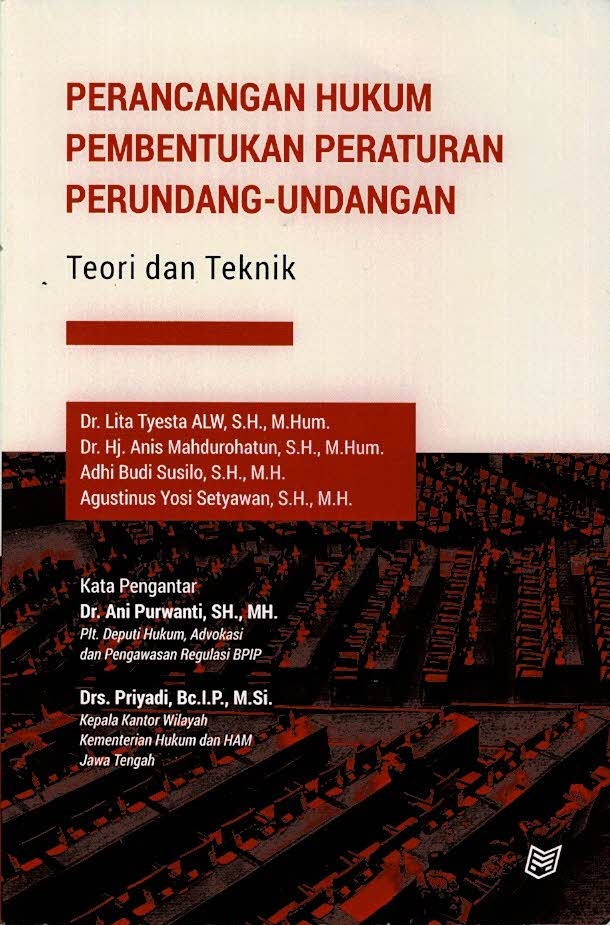 PERANCANGAN HUKUM
PEMBENTUKAN PERATURAN
PERUNDANG-UNDANGAN
Teori dan Teknik
Dr. Lita Tyesta ALW, S.H., M.Hum.
Dr. Hj. Anis Mahdurohatun, S.H., M.Hum.
Adhi Budi Susilo, S.H., M.H.
Agustinus Yosi Setyawan, S.H., M.H.
Kata Pengantar
Dr. Ani Purwanti, SH., MH.
Plt. Deputi Hukum, Advokasi
dan Pengawasan Regulasi BPIP
Drs. Priyadi, Bc.I.P., M.Si.
Kepala Kantor Wilayah
Kementerian Hukum dan HAM
Jawa Tengah